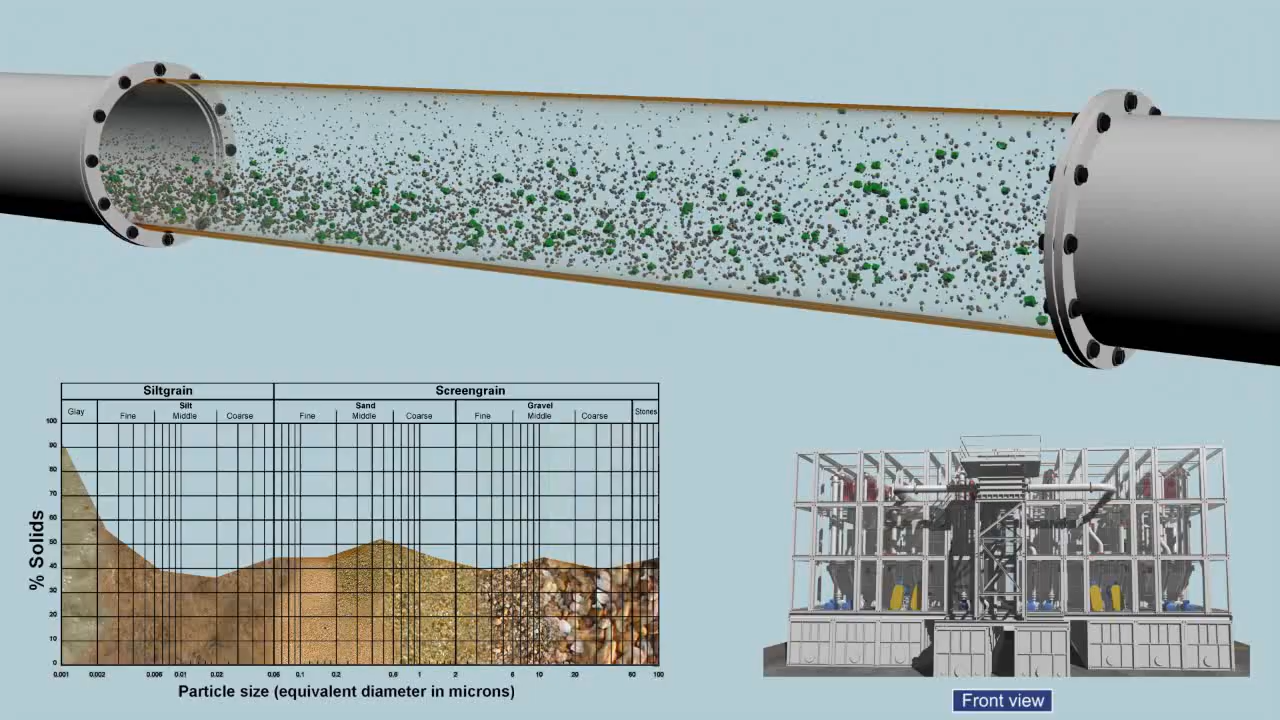 Siltgrain Screengrain
Glay Silt Sand Gravel Stones
Fine Middle Coarse Fine Middle Coarse Fine Middle Coarse
100
90
80
70
60
50
40
30
20
10
0
% Solids
0.001 0.002 0.006 0.01 0.02 0.06 0.1 0.2 0.6 1 2 6 10 20 60 100
Particle size (equivalent diameter in microns)
Front view